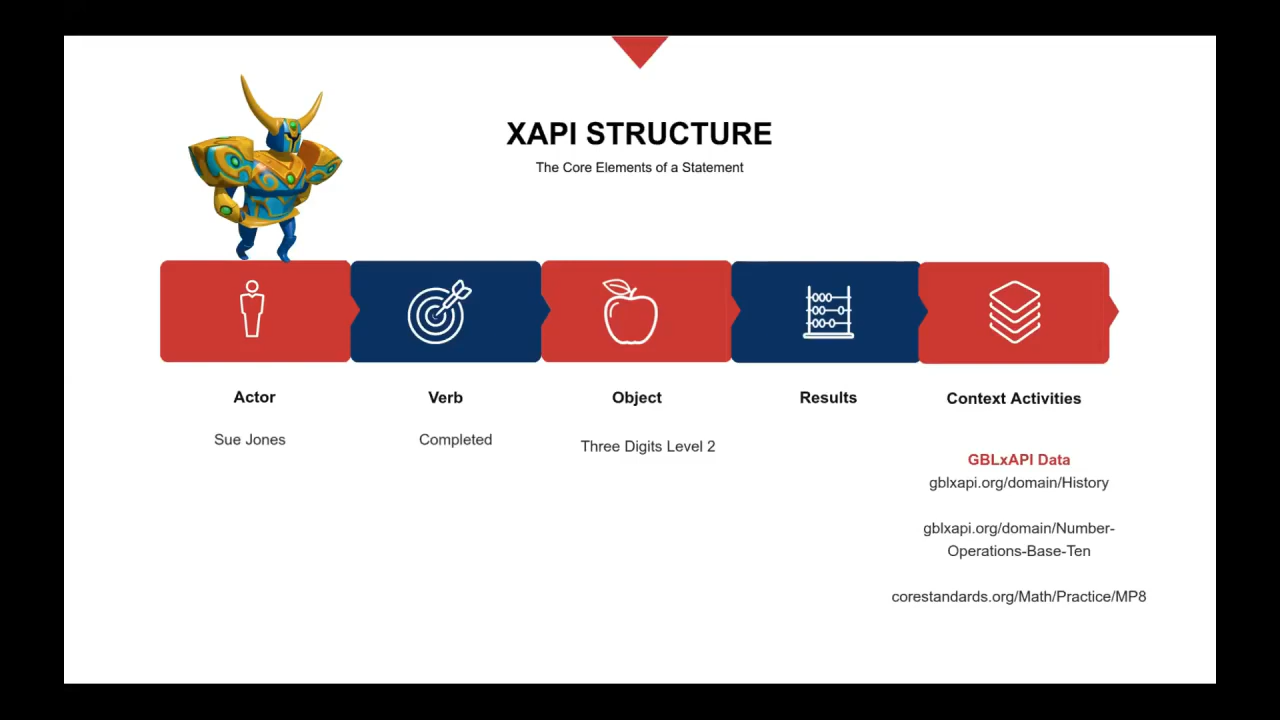 XAPI STRUCTURE
The Core Elements of a Statement
Actor
Verb
Object
Results
Context Activities
Sue Jones
Completed
Three Digits Level 2
GBLxAPI Data
gblxapi.org/domain/History
gblxapi.org/domain/Number-
Operations-Base-Ten
corestandards.org/Math/Practice/MP8